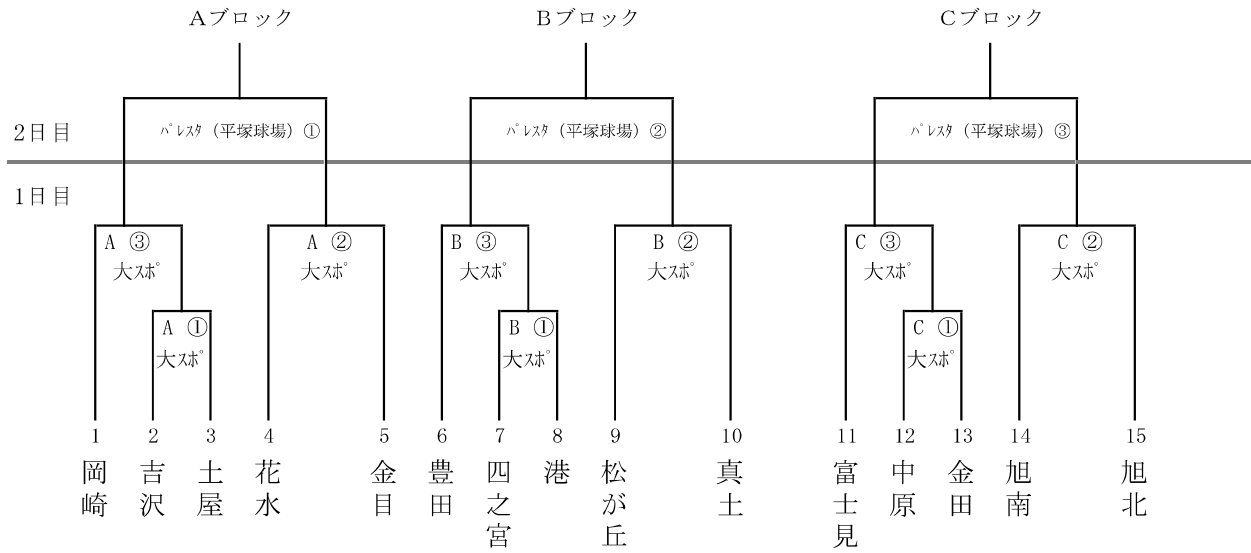 Aブロック Bブロック Cブロック
2日目 ﾊﾟﾚｽﾀ（平塚球場）① ﾊﾟﾚｽﾀ（平塚球場）② ﾊﾟﾚｽﾀ（平塚球場）③
1日目
A ③ A ② B ③ B ② C ③ C ②
大ｽﾎﾟ 大ｽﾎﾟ 大ｽﾎﾟ 大ｽﾎﾟ 大ｽﾎﾟ 大ｽﾎﾟ
A ① B ① C ①
大ｽﾎﾟ 大ｽﾎﾟ 大ｽﾎﾟ
1 2 3 4 5 6 7 8 9 10 11 12 13 14 15
岡崎 吉沢 土屋 花水 金目 豊田 四之宮 港 松が丘 真土 富士見 中原 金田 旭南 旭北